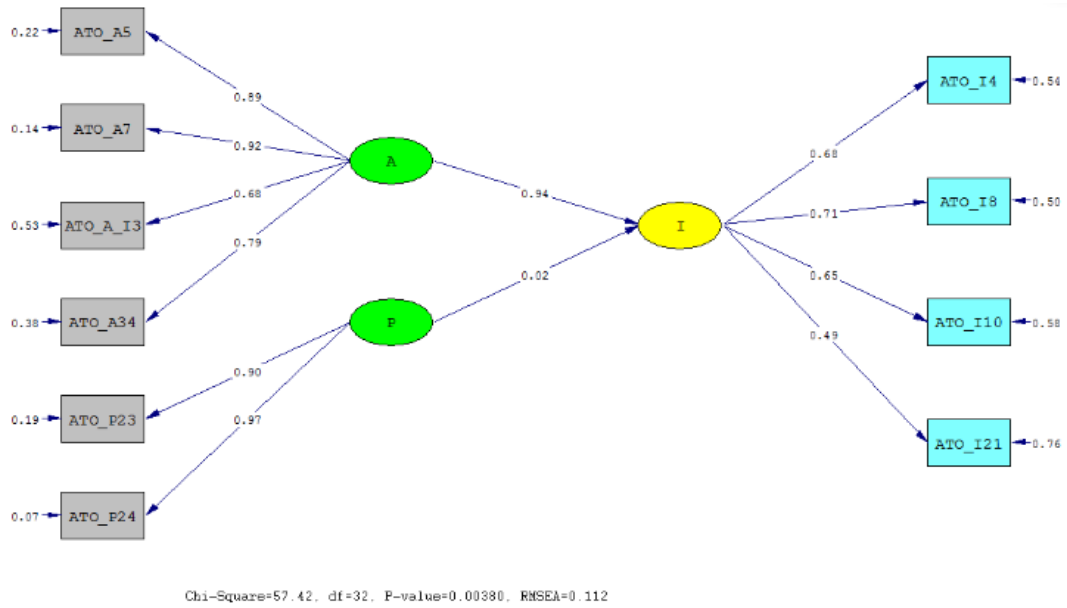 0.22 ATO_A5
0.14 ATO_A7
0.53 ATO_A_I3
0.38 ATO_A34
0.19 ATO_P23
0.07 ATO_P24
0.89
0.92
0.68
0.79
0.90
0.97
A
P
0.94
0.02
I
0.68
0.71
0.65
0.49
ATO_I4 0.54
ATO_I8 0.50
ATO_I10 0.58
ATO_I21 0.76
Chi-Square=57.42, df=32, P-value=0.00380, RMSEA=0.112